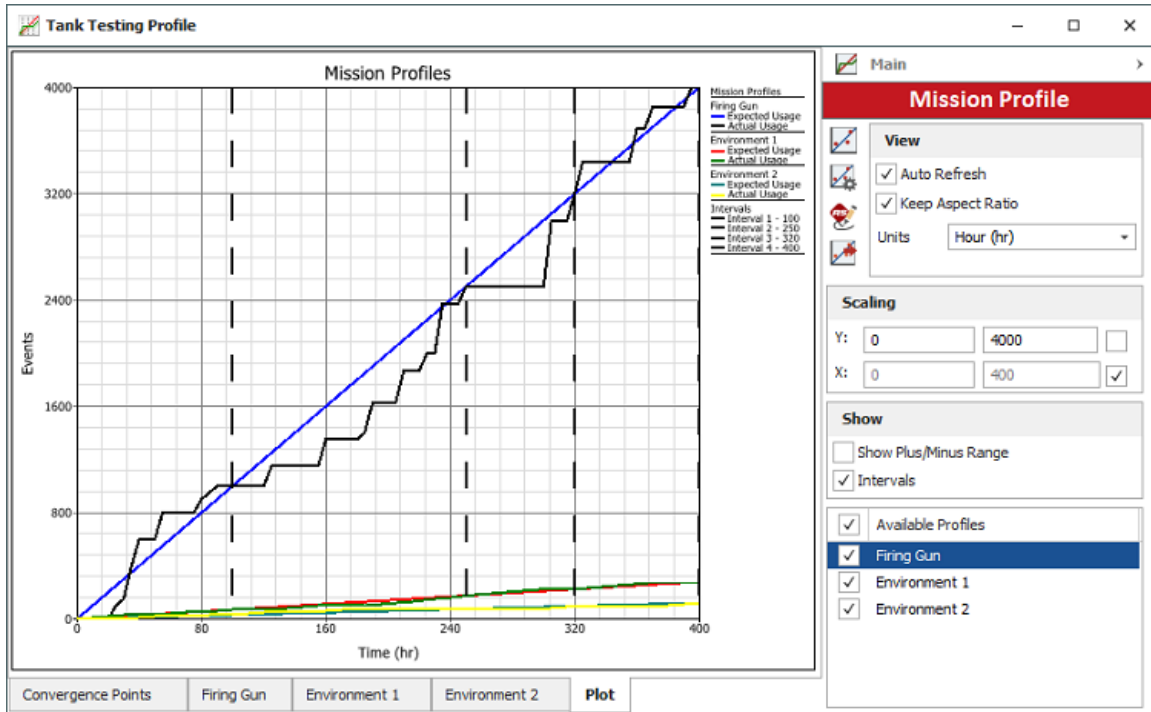 Tank Testing Profile
Mission Profiles
4000
3200
2400
1600
800
0
Events
0 80 160 240 320 400
Time (hr)
Mission Profiles
Firing Gun
Expected Usage
Actual Usage
Environment 1
Expected Usage
Actual Usage
Environment 2
Expected Usage
Actual Usage
Intervals
Interval 1 - 100
Interval 2 - 250
Interval 3 - 320
Interval 4 - 400
Main
Mission Profile
View
Auto Refresh
Keep Aspect Ratio
Units Hour (hr)
Scaling
Y: 0 4000
X: 0 400
Show
Show Plus/Minus Range
Intervals
Available Profiles
Firing Gun
Environment 1
Environment 2
Convergence Points Firing Gun Environment 1 Environment 2 Plot